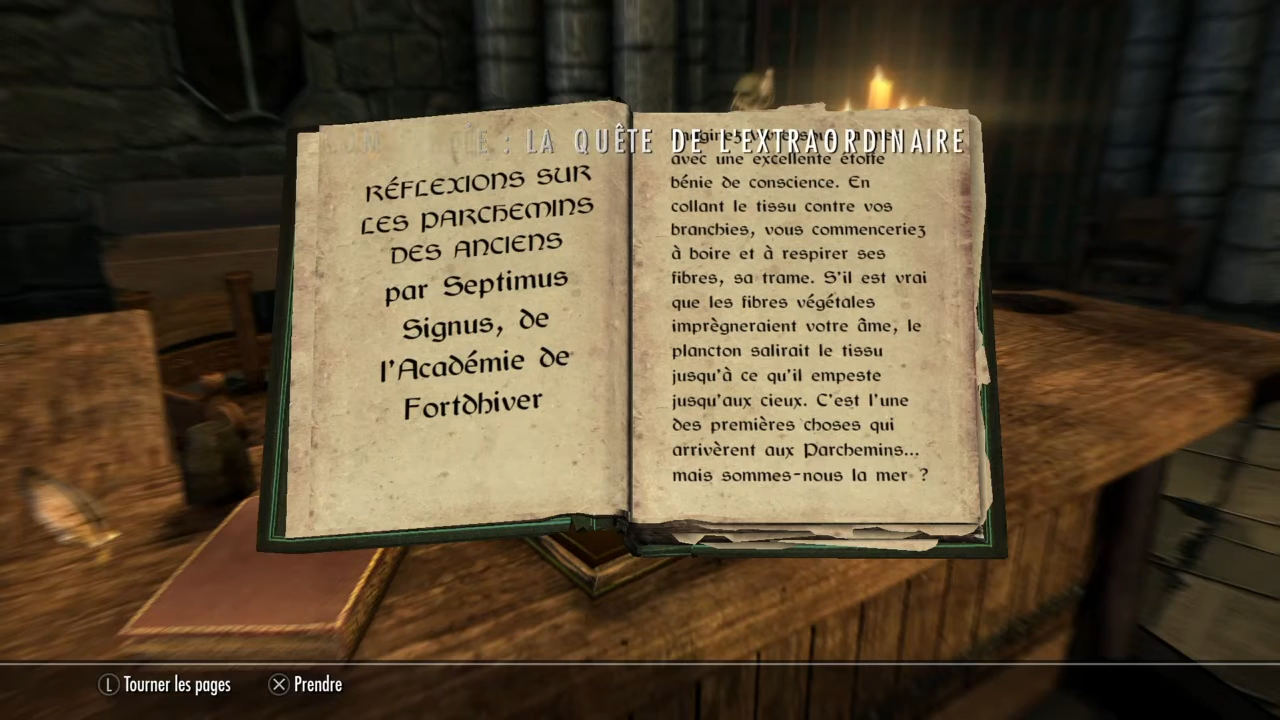 : LA QUÊTE DE L'EXTRAORDINAIRE
RÉFLEXIONS SUR
LES PARCHEMINS
DES ANCIENS
par Septimus
Signus, de
l'Académie de
Fortdhiver
avec une excellente étoffe
bénie de conscience. En
collant le tissu contre vos
branchies, vous commenceriez
à boire et à respirer ses
fibres, sa trame. S'il est vrai
que les fibres végétales
imprègneraient votre âme, le
plancton salirait le tissu
jusqu'à ce qu'il empeste
jusqu'aux cieux. C'est l'une
des premières choses qui
arrivèrent aux Parchemins...
mais sommes-nous la mer ?
L Tourner les pages
X Prendre